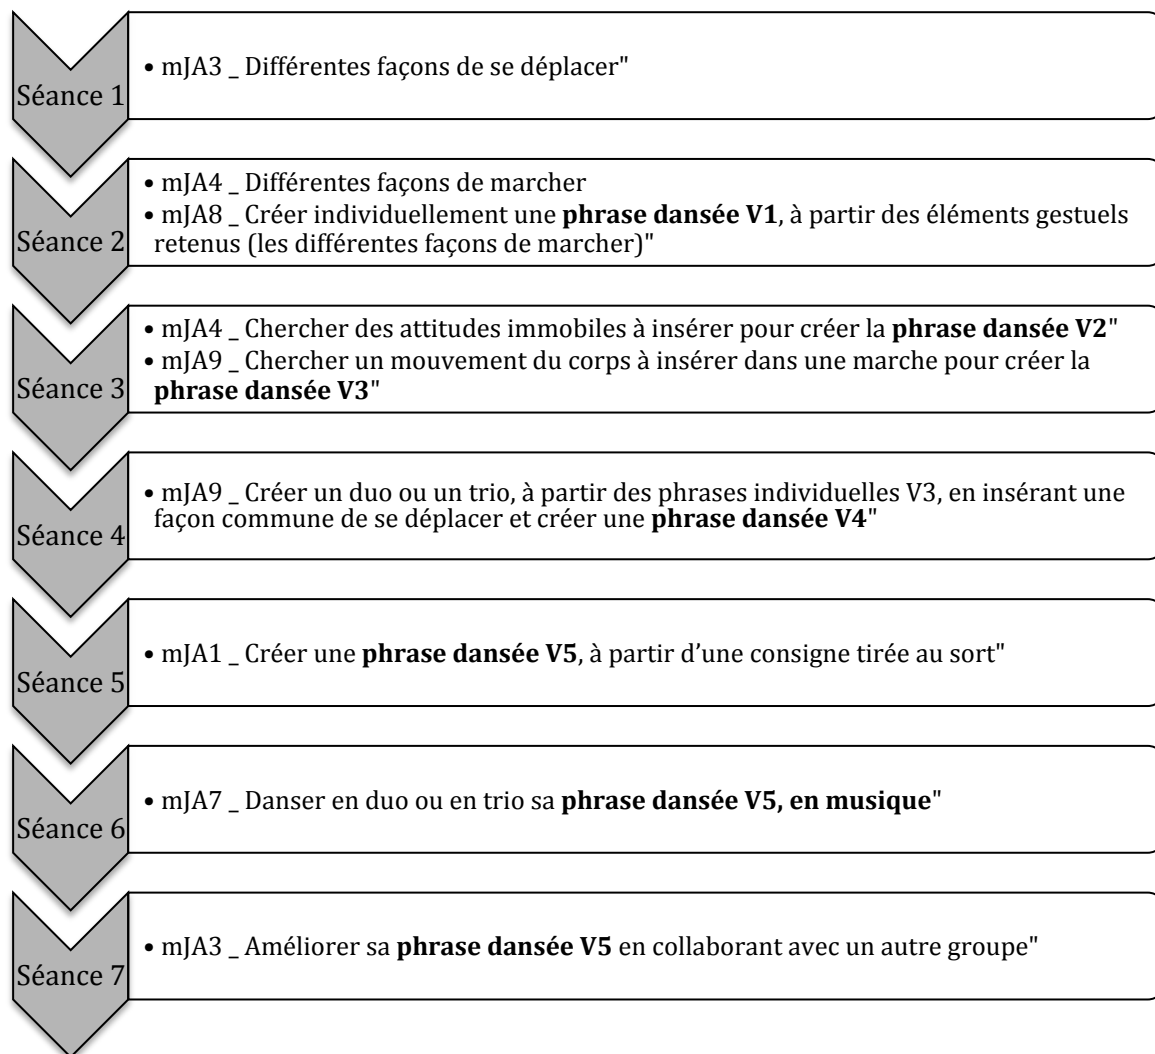 Séance 1
• mJA3 _ Différentes façons de se déplacer"
Séance 2
• mJA4 _ Différentes façons de marcher
• mJA8 _ Créer individuellement une phrase dansée V1, à partir des éléments gestuels
retenus (les différentes façons de marcher)"
Séance 3
• mJA4 _ Chercher des attitudes immobiles à insérer pour créer la phrase dansée V2"
• mJA9 _ Chercher un mouvement du corps à insérer dans une marche pour créer la
phrase dansée V3"
Séance 4
• mJA9 _ Créer un duo ou un trio, à partir des phrases individuelles V3, en insérant une
façon commune de se déplacer et créer une phrase dansée V4"
Séance 5
• mJA1 _ Créer une phrase dansée V5, à partir d’une consigne tirée au sort"
Séance 6
• mJA7 _ Danser en duo ou en trio sa phrase dansée V5, en musique"
Séance 7
• mJA3 _ Améliorer sa phrase dansée V5 en collaborant avec un autre groupe"